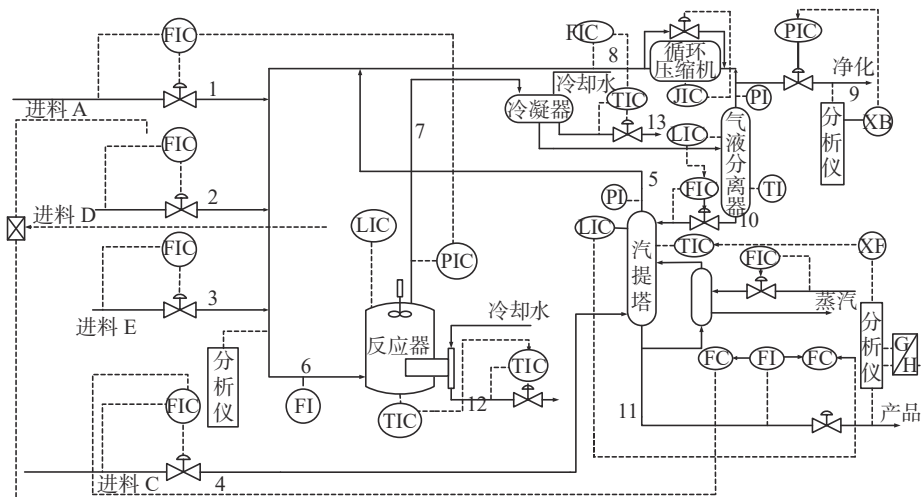 FIC
1
进料 A
FIC
2
进料 D
FIC
3
进料 E
分析仪
FIC
进料 C
4
6
FI
LIC
反应器
TIC
PIC
7
冷却水
TIC
12
FIC
8
冷却水
冷凝器
TIC
13
循环
压缩机
JIC
PI
LIC
气液分离器
FIC
TI
10
PIC
净化
9
分析仪
XB
5
PI
LIC
汽提塔
TIC
FIC
蒸汽
XF
分析仪
G
H
FC
FI
FC
11
产品